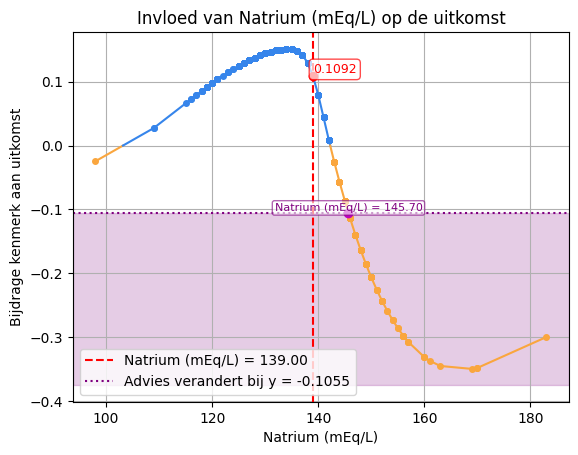 Invloed van Natrium (mEq/L) op de uitkomst
Bijdrage kenmerk aan uitkomst
0.1
0.0
−0.1
−0.2
−0.3
−0.4
0.1092
Natrium (mEq/L) = 145.70
Natrium (mEq/L) = 139.00
Advies verandert bij y = -0.1055
100
120
140
160
180
Natrium (mEq/L)